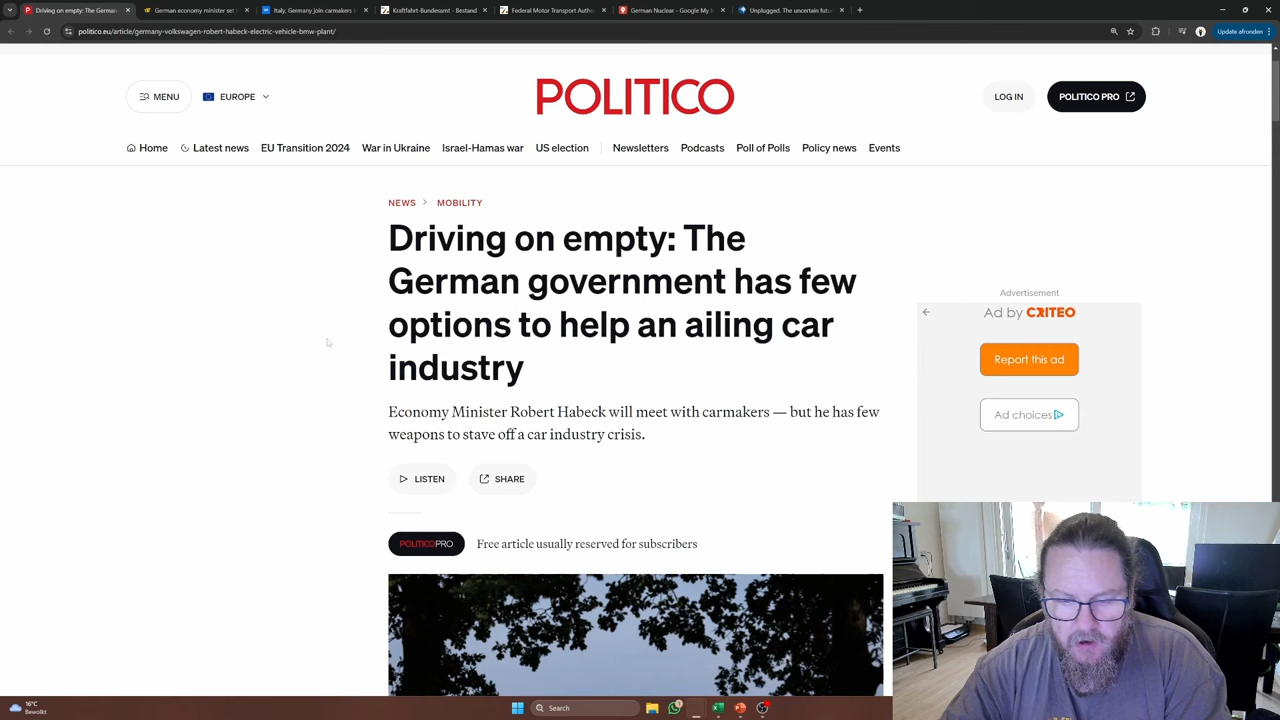 Driving on empty: The German
German economy minister set
Italy, Germany join carmakers i
Kraftfahrt-Bundesamt - Bestand
Federal Motor Transport Autho
German Nuclear - Google My M
Unplugged. The uncertain futur
politico.eu/article/germany-volkswagen-robert-habeck-electric-vehicle-bmw-plant/
Update afronden
MENU
EUROPE
POLITICO
LOG IN
POLITICO PRO
Home
Latest news
EU Transition 2024
War in Ukraine
Israel-Hamas war
US election
Newsletters
Podcasts
Poll of Polls
Policy news
Events
NEWS
MOBILITY
Driving on empty: The
German government has few
options to help an ailing car
industry
Economy Minister Robert Habeck will meet with carmakers — but he has few
weapons to stave off a car industry crisis.
LISTEN
SHARE
POLITICOPRO
Free article usually reserved for subscribers
Advertisement
Ad by CRITEO
Report this ad
Ad choices
16°C
Bewolkt
Search